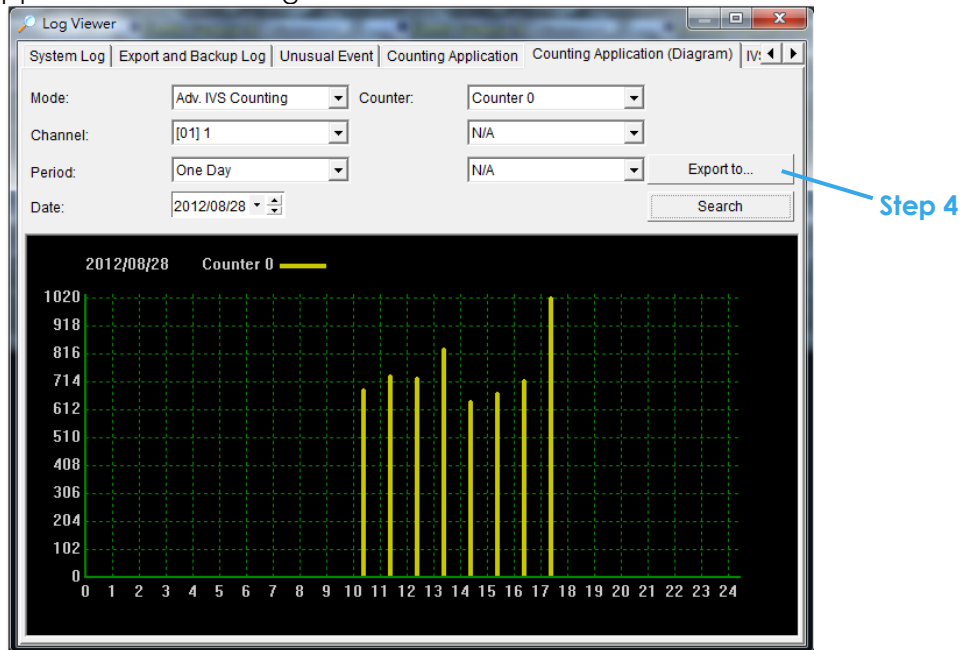 Log Viewer
System Log Export and Backup Log Unusual Event Counting Application Counting Application (Diagram)
Mode: Adv. IVS Counting Counter: Counter 0
Channel: [01] 1 N/A
Period: One Day N/A Export to...
Date: 2012/08/28 Search
Step 4
2012/08/28 Counter 0
1020
918
816
714
612
510
408
306
204
102
0
0 1 2 3 4 5 6 7 8 9 10 11 12 13 14 15 16 17 18 19 20 21 22 23 24